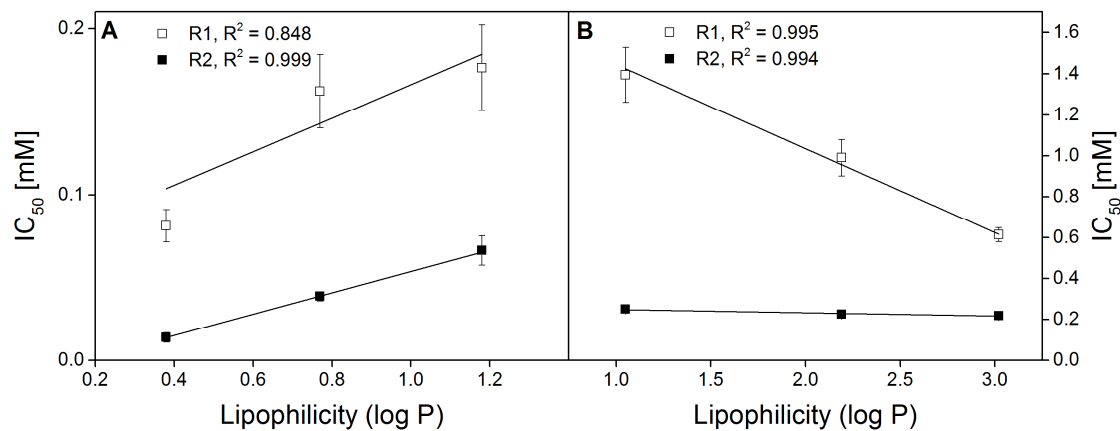 A
R1, R² = 0.848
R2, R² = 0.999
B
R1, R² = 0.995
R2, R² = 0.994
IC₅₀ [mM]
0.2
0.1
0.0
0.2 0.4 0.6 0.8 1.0 1.2
Lipophilicity (log P)
1.0 1.5 2.0 2.5 3.0
Lipophilicity (log P)
1.6
1.4
1.2
1.0
0.8
0.6
0.4
0.2
0.0
IC₅₀ [mM]